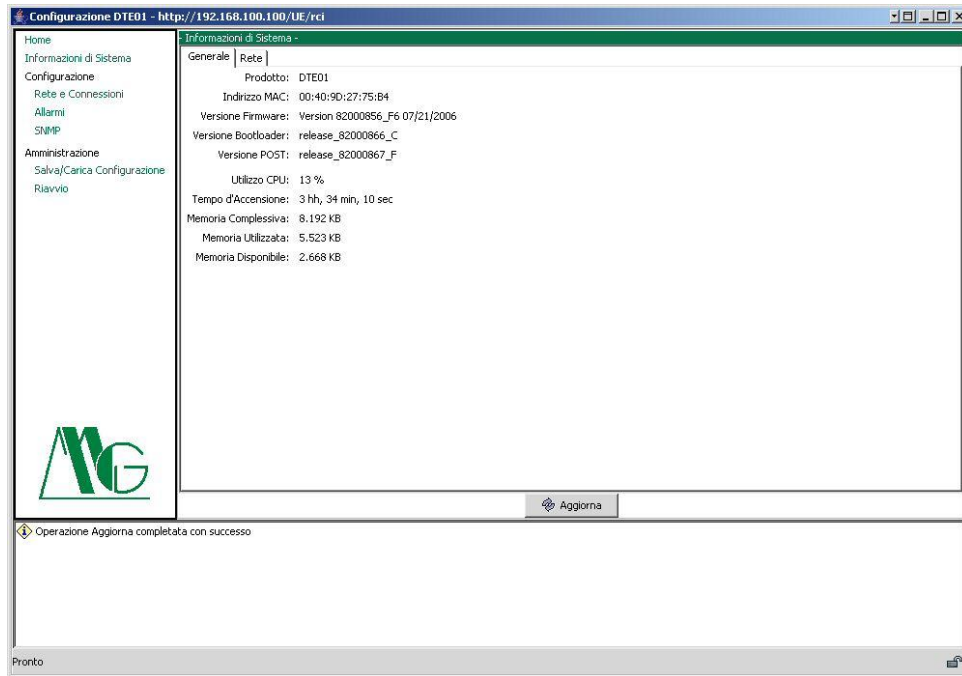 Configurazione DTE01 - http://192.168.100.100/UE/rci
Home
Informazioni di Sistema
Configurazione
Rete e Connessioni
Allarmi
SNMP
Amministrazione
Salva/Carica Configurazione
Riavvio
MG
- Informazioni di Sistema -
Generale Rete
Prodotto: DTE01
Indirizzo MAC: 00:40:9D:27:75:B4
Versione Firmware: Version 82000856_F6 07/21/2006
Versione Bootloader: release_82000866_C
Versione POST: release_82000867_F
Utilizzo CPU: 13 %
Tempo d'Accensione: 3 hh, 34 min, 10 sec
Memoria Complessiva: 8.192 KB
Memoria Utilizzata: 5.523 KB
Memoria Disponibile: 2.668 KB
Aggiorna
Operazione Aggiorna completata con successo
Pronto